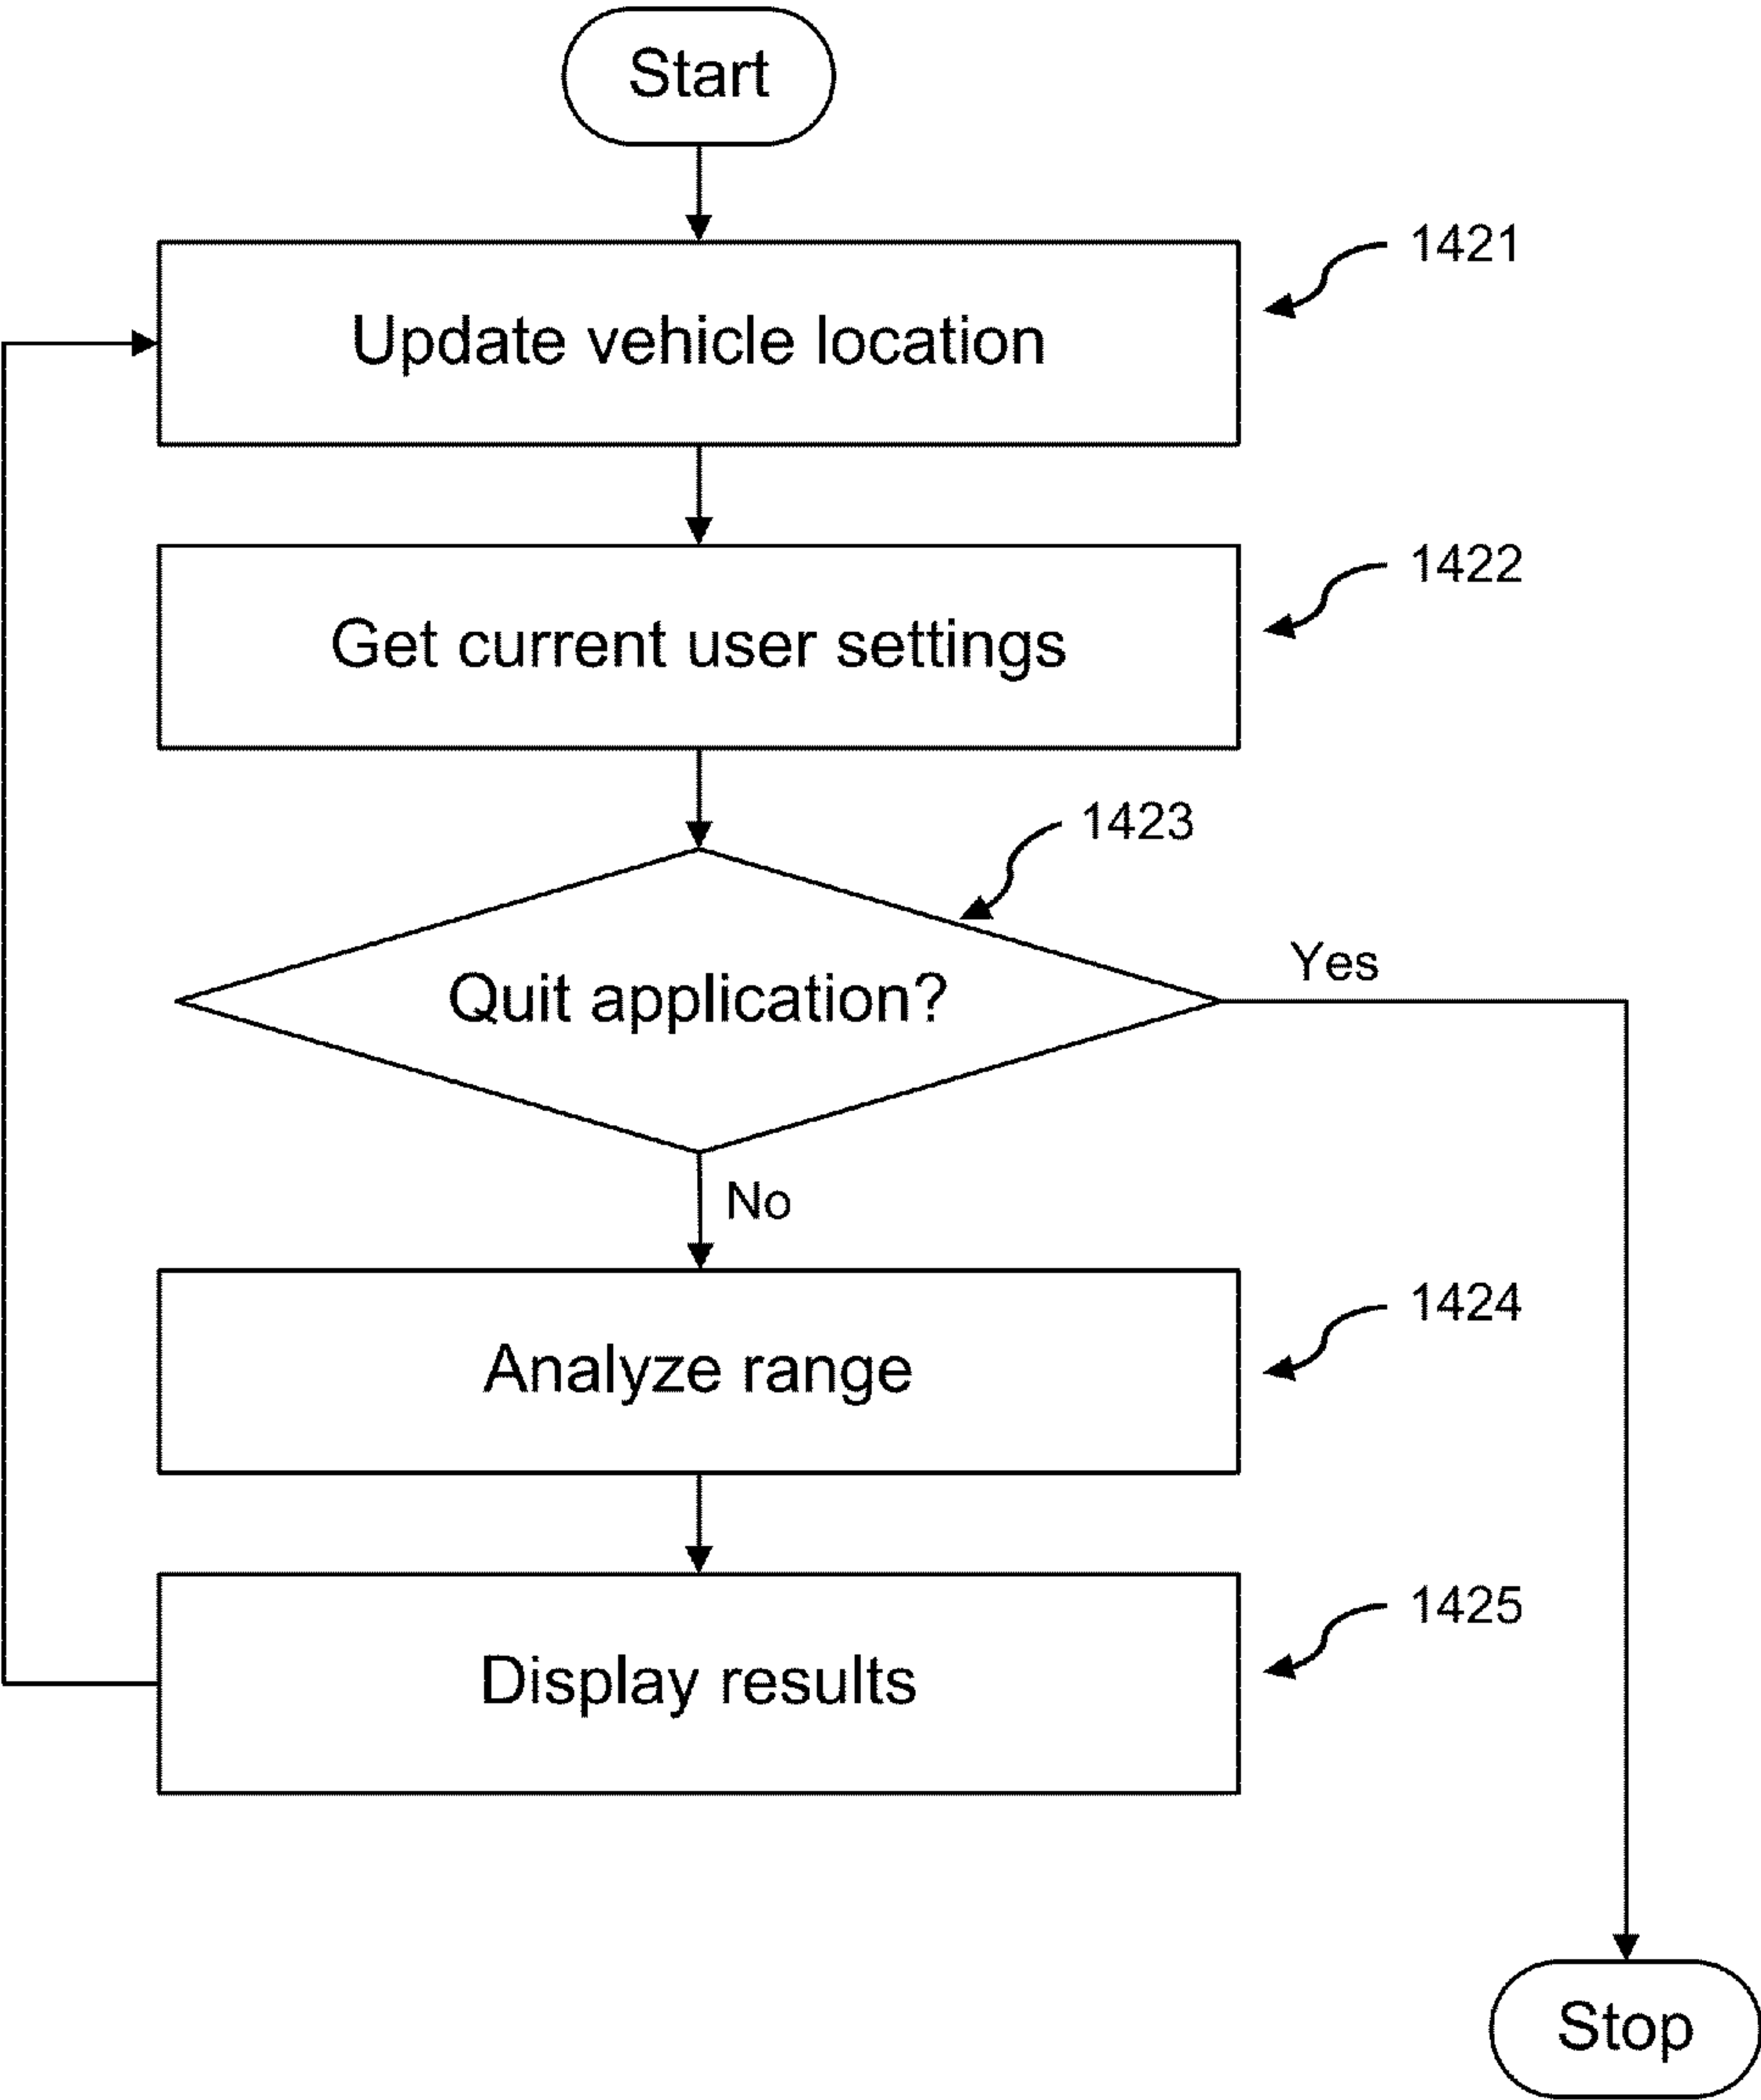 Start
1421
Update vehicle location
1422
Get current user settings
1423
Quit application?
Yes
No
1424
Analyze range
1425
Display results
Stop